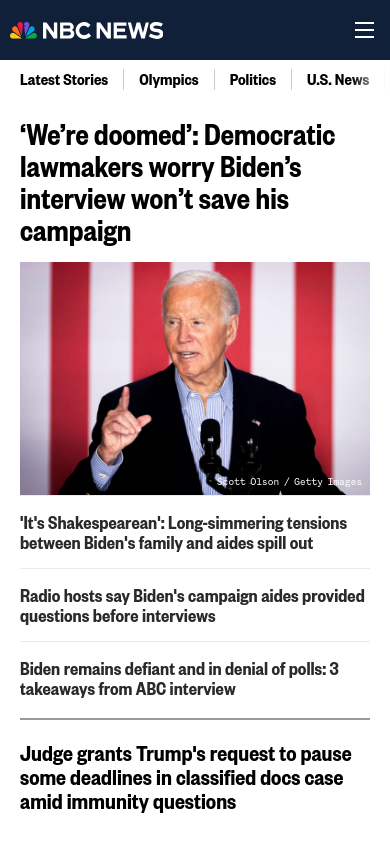 NBC NEWS
Latest Stories
Olympics
Politics
U.S. News
‘We’re doomed’: Democratic
lawmakers worry Biden’s
interview won’t save his
campaign
Scott Olson / Getty Images
'It's Shakespearean': Long-simmering tensions
between Biden's family and aides spill out
Radio hosts say Biden's campaign aides provided
questions before interviews
Biden remains defiant and in denial of polls: 3
takeaways from ABC interview
Judge grants Trump's request to pause
some deadlines in classified docs case
amid immunity questions